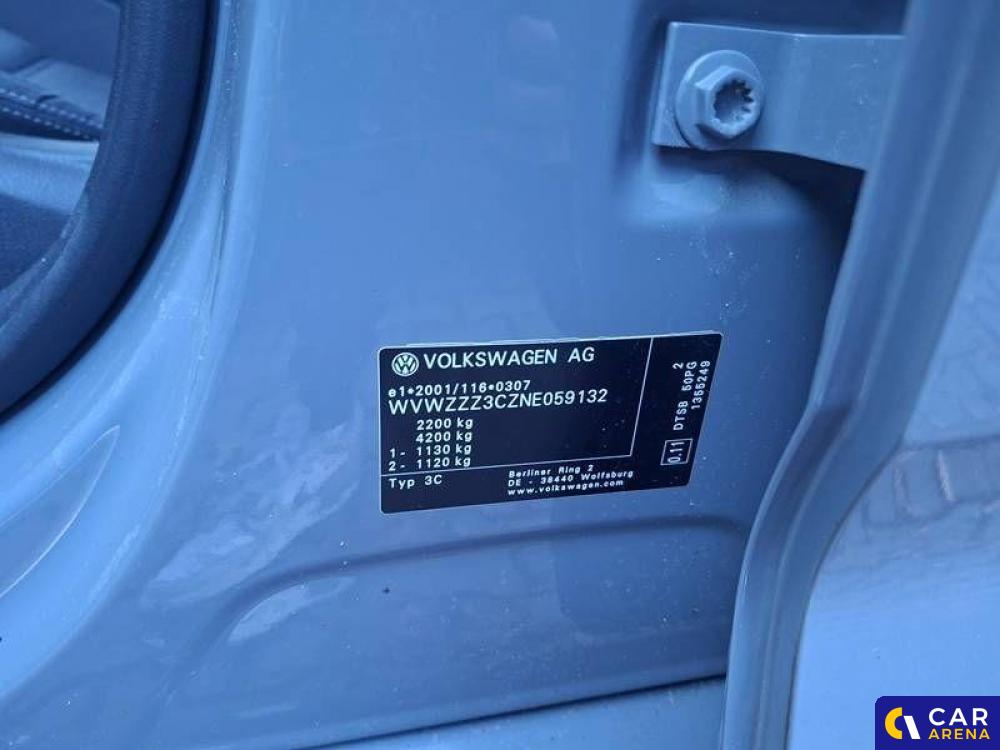 VOLKSWAGEN AG
e1*2001/116*0307
WVWZZZ3CZNE059132
2200 kg
4200 kg
1 - 1130 kg
2 - 1120 kg
Typ 3C
Berliner Ring 2
DE - 38440 Wolfsburg
www.volkswagen.com
0.11
DTSB 50PG
2
1355249
CAR
ARENA